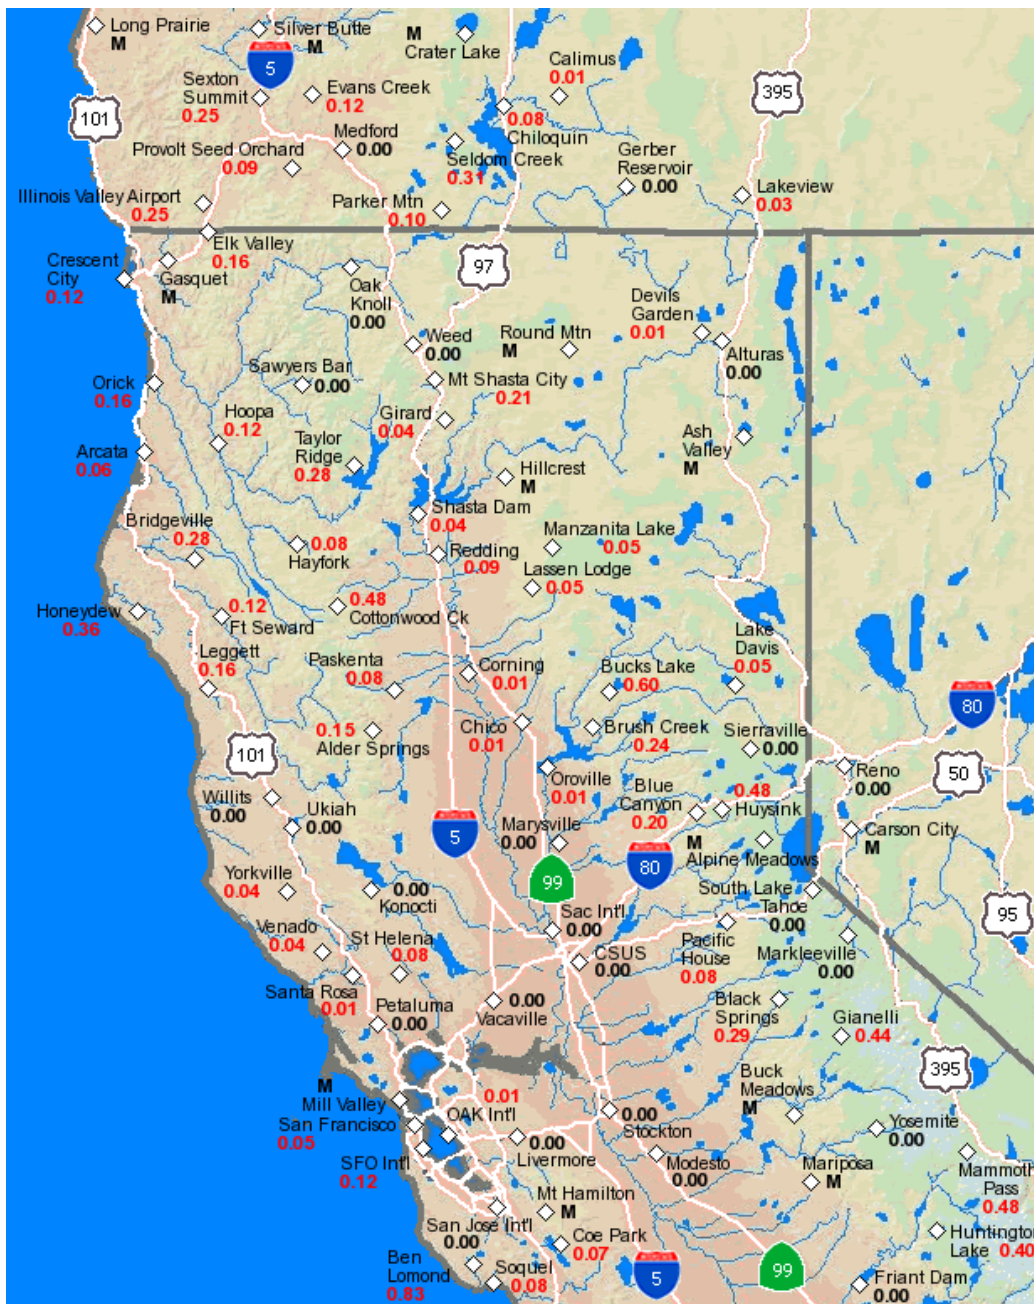 Long Prairie
M
Silver Butte
M
M
Crater Lake
Calimus
0.01
5
395
101
Sexton
Summit
0.25
Evans Creek
0.12
0.08
Chiloquin
Medford
0.00
Provolt Seed Orchard
0.09
Seldom Creek
0.31
Gerber
Reservoir
0.00
Illinois Valley Airport
0.25
Parker Mtn
0.10
Lakeview
0.03
Elk Valley
0.16
Crescent
City
0.12
Gasquet
M
97
Oak
Knoll
0.00
Devils
Garden
0.01
Weed
0.00
Round Mtn
M
Alturas
0.00
Sawyers Bar
0.00
Mt Shasta City
0.21
Orick
0.16
Hoopa
0.12
Girard
0.04
Arcata
0.06
Taylor
Ridge
0.28
Ash
Valley
M
Hillcrest
M
Shasta Dam
0.04
Bridgeville
0.28
0.08
Hayfork
Manzanita Lake
0.05
Redding
0.09
Lassen Lodge
0.05
Honeydew
0.36
0.12
Ft Seward
0.48
Cottonwood Ck
Leggett
0.16
Paskenta
0.08
Corning
0.01
Bucks Lake
0.60
Lake
Davis
0.05
80
0.15
Alder Springs
Chico
0.01
Brush Creek
0.24
Sierraville
0.00
101
Oroville
0.01
Reno
0.00
50
Willits
0.00
Ukiah
0.00
Blue
Canyon
0.20
0.48
Huysink
5
Marysville
0.00
M
Alpine Meadows
Carson City
M
80
99
Yorkville
0.04
0.00
Konocti
South Lake
Tahoe
0.00
95
Venado
0.04
St Helena
0.08
Sac Int'l
0.00
Pacific
House
0.08
Markleeville
0.00
CSUS
0.00
Santa Rosa
0.01
Petaluma
0.00
0.00
Vacaville
Black
Springs
0.29
Gianelli
0.44
395
M
Mill Valley
San Francisco
0.05
0.01
OAK Int'l
0.00
Stockton
Buck
Meadows
M
Yosemite
0.00
SFO Int'l
0.12
0.00
Livermore
Modesto
0.00
Mariposa
M
Mammoth
Pass
0.48
Mt Hamilton
M
San Jose Int'l
0.00
Coe Park
0.07
Huntington
Lake 0.40
Ben
Lomond
0.83
Soquel
0.08
5
99
Friant Dam
0.00